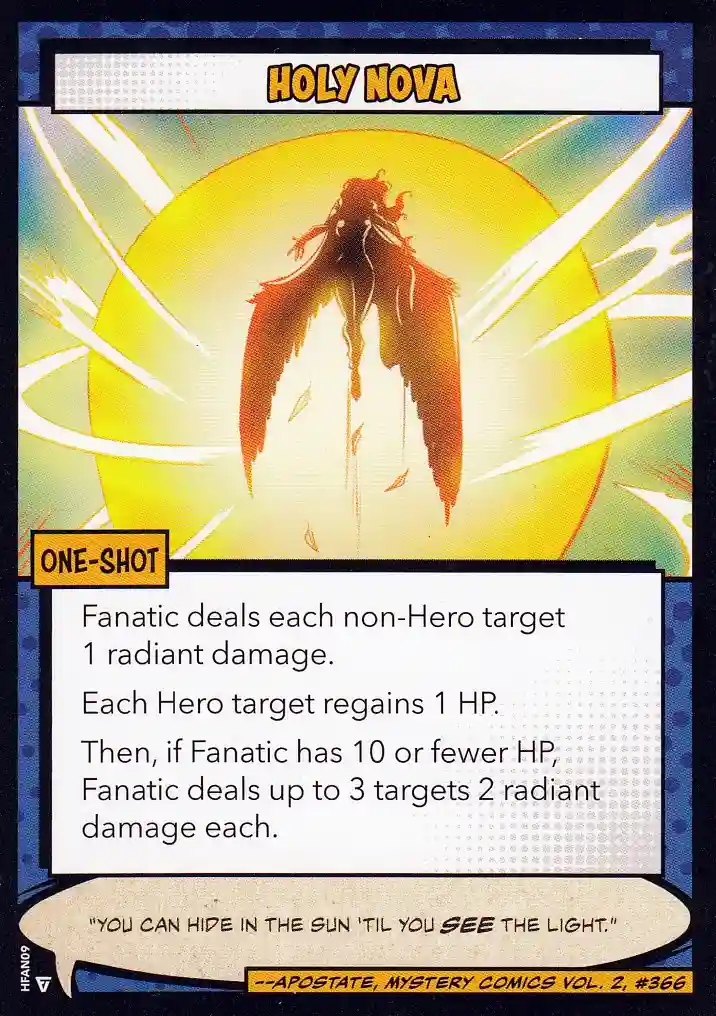 HOLY NOVA
ONE-SHOT
Fanatic deals each non-Hero target
1 radiant damage.
Each Hero target regains 1 HP.
Then, if Fanatic has 10 or fewer HP,
Fanatic deals up to 3 targets 2 radiant
damage each.
"YOU CAN HIDE IN THE SUN 'TIL YOU SEE THE LIGHT."
--APOSTATE, MYSTERY COMICS VOL. 2, #366
HFAN09